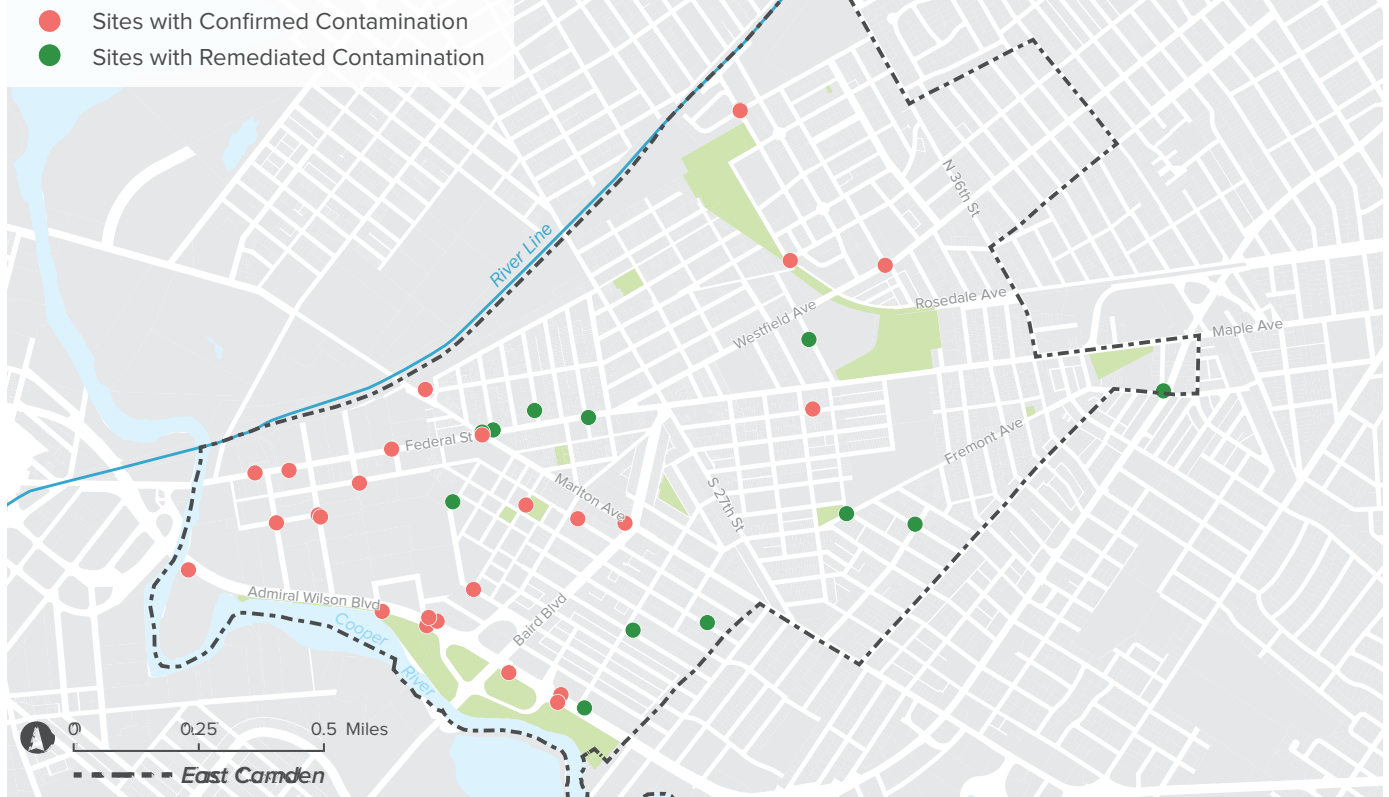 Sites with Confirmed Contamination
Sites with Remediated Contamination
N 36th St
River Line
Rosedale Ave
Westfield Ave
Maple Ave
Federal St
Fremont Ave
Marlton Ave
S 27th St
Admiral Wilson Blvd
Baird Blvd
Cooper
River
0 0.25 0.5 Miles
East Camden